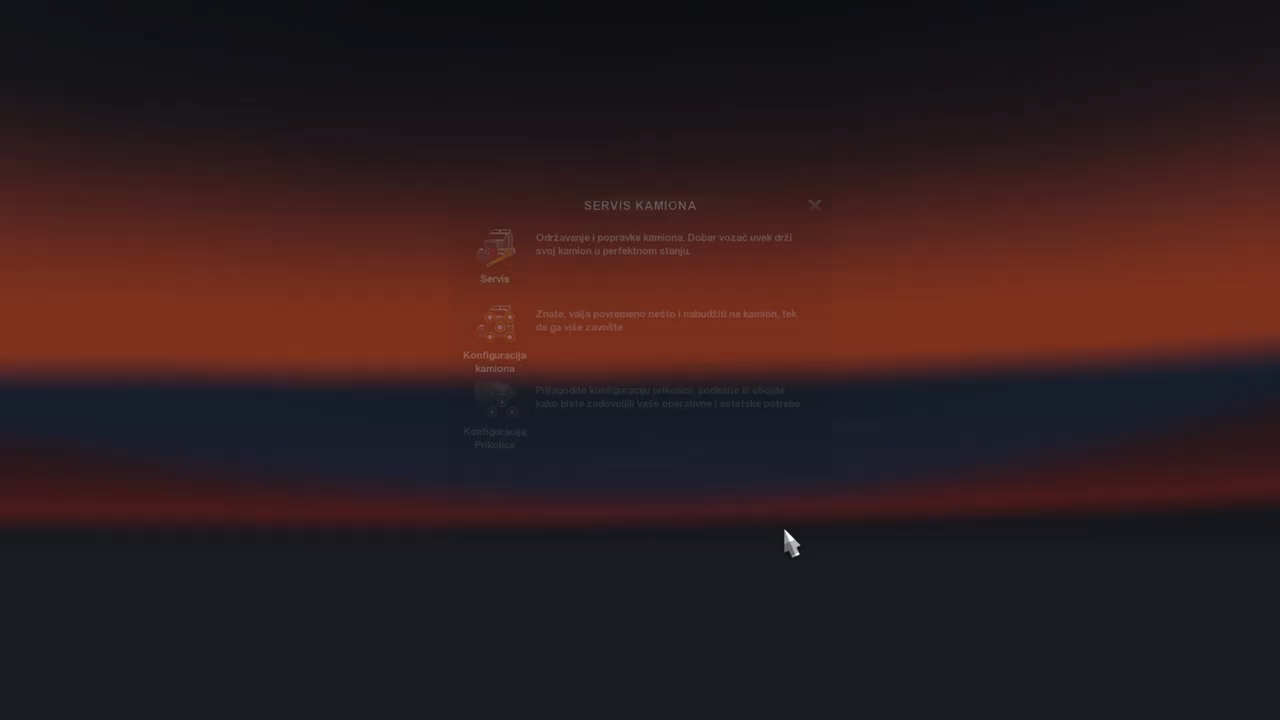 SERVIS KAMIONA
Održavanje i popravke kamiona. Dobar vozač uvek drži
svoj kamion u perfektnom stanju.
Servis
Znate, valja povremeno nešto i nabudžiti na kamion, tek
da ga više zavolite
Konfiguracija
kamiona
Prilagodite konfiguraciju prikolica, podesite ili obojite
kako biste zadovoljili vaše operativne i estetske potrebe
Konfiguracija
Prikolica